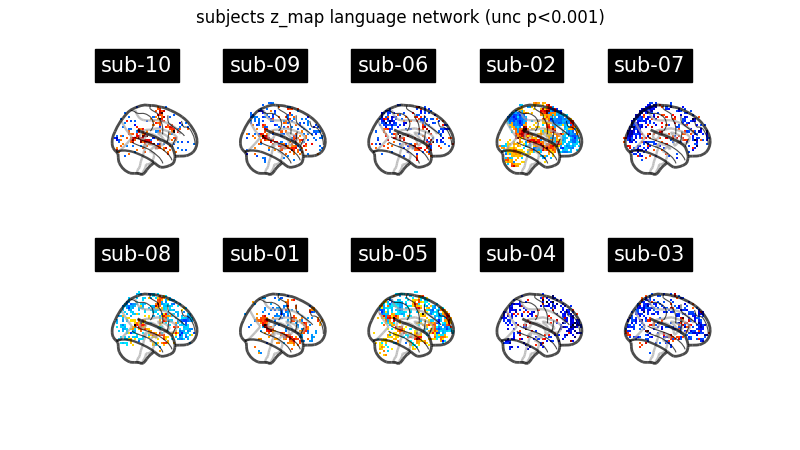 subjects z_map language network (unc p<0.001)
sub-10
sub-09
sub-06
sub-02
sub-07
sub-08
sub-01
sub-05
sub-04
sub-03